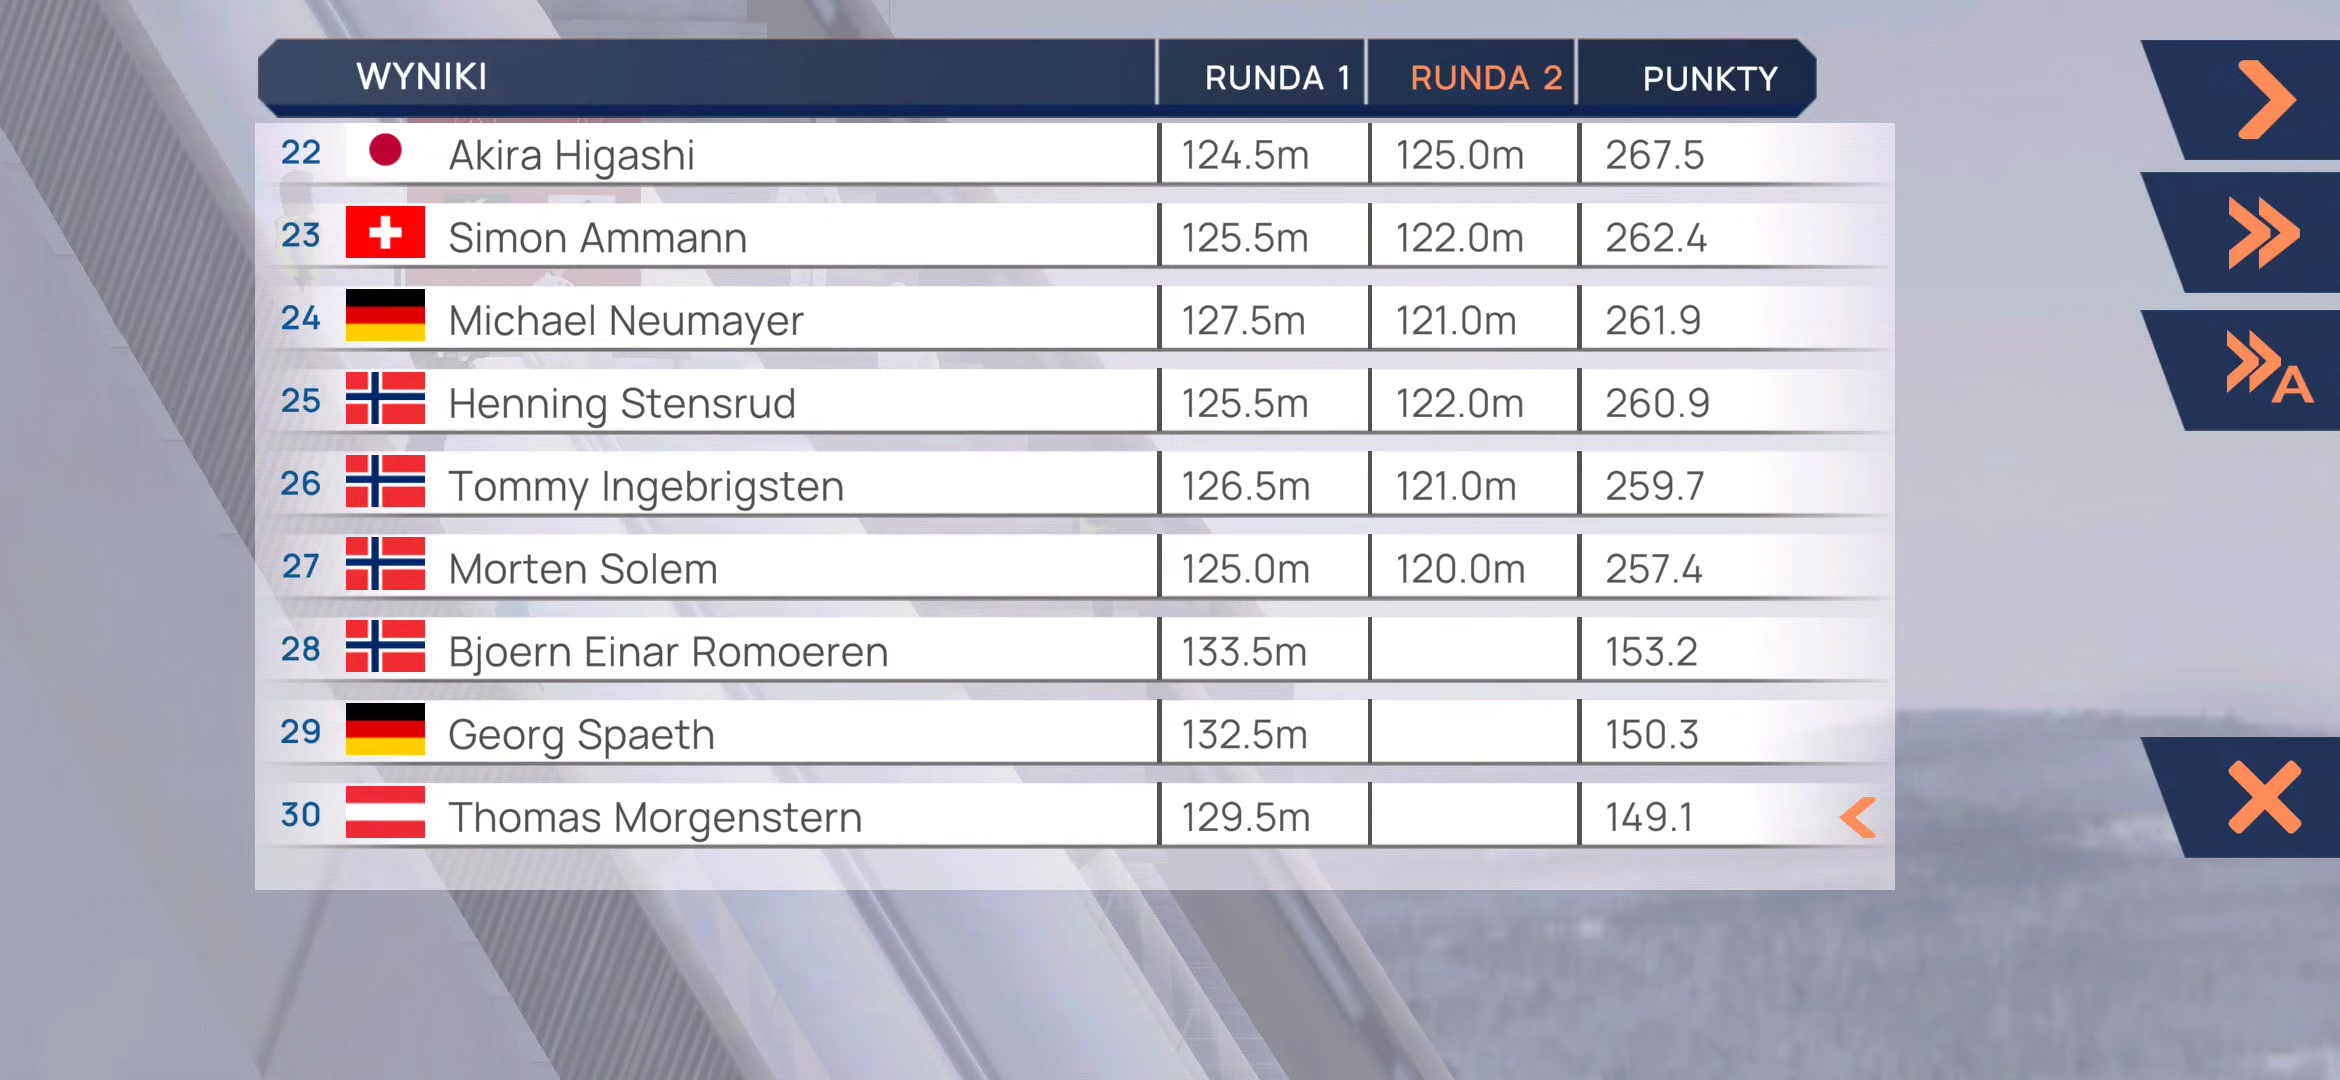 WYNIKI RUNDA 1 RUNDA 2 PUNKTY
22 Akira Higashi 124.5m 125.0m 267.5
23 Simon Ammann 125.5m 122.0m 262.4
24 Michael Neumayer 127.5m 121.0m 261.9
25 Henning Stensrud 125.5m 122.0m 260.9
26 Tommy Ingebrigsten 126.5m 121.0m 259.7
27 Morten Solem 125.0m 120.0m 257.4
28 Bjoern Einar Romoeren 133.5m 153.2
29 Georg Spaeth 132.5m 150.3
30 Thomas Morgenstern 129.5m 149.1
A